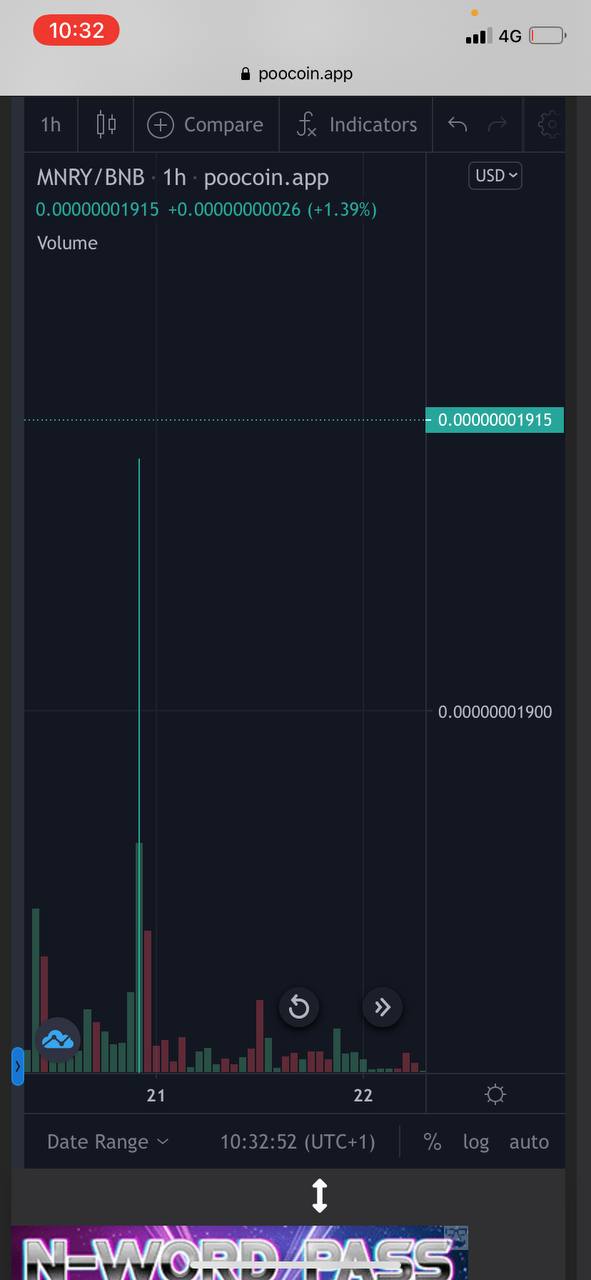 10:32
4G
poocoin.app
1h
Compare
fx Indicators
MNRY/BNB · 1h · poocoin.app
USD
0.00000001915 +0.00000000026 (+1.39%)
Volume
0.00000001915
0.00000001900
21
22
Date Range
10:32:52 (UTC+1)
%
log
auto
N-WORD PASS